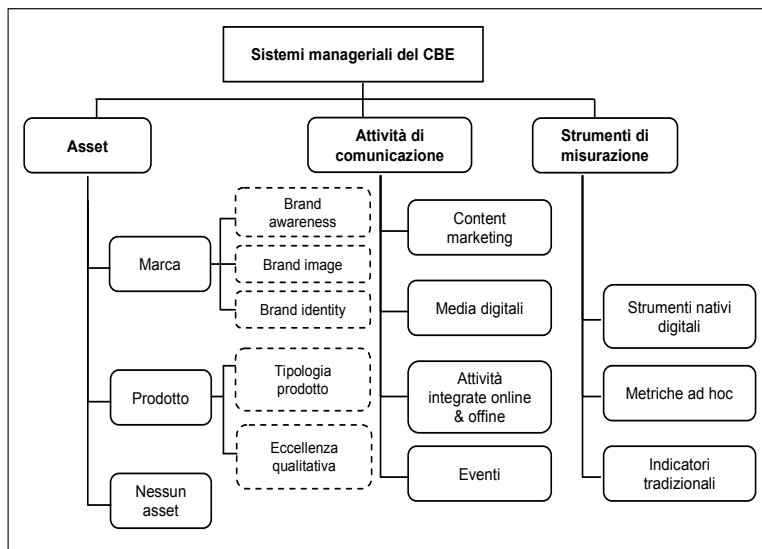 Sistemi manageriali del CBE
Asset
Attività di
comunicazione
Strumenti di
misurazione
Marca
Brand
awareness
Brand image
Brand identity
Prodotto
Tipologia
prodotto
Eccellenza
qualitativa
Nessun
asset
Content
marketing
Media digitali
Attività
integrate online
& offine
Eventi
Strumenti nativi
digitali
Metriche ad hoc
Indicatori
tradizionali